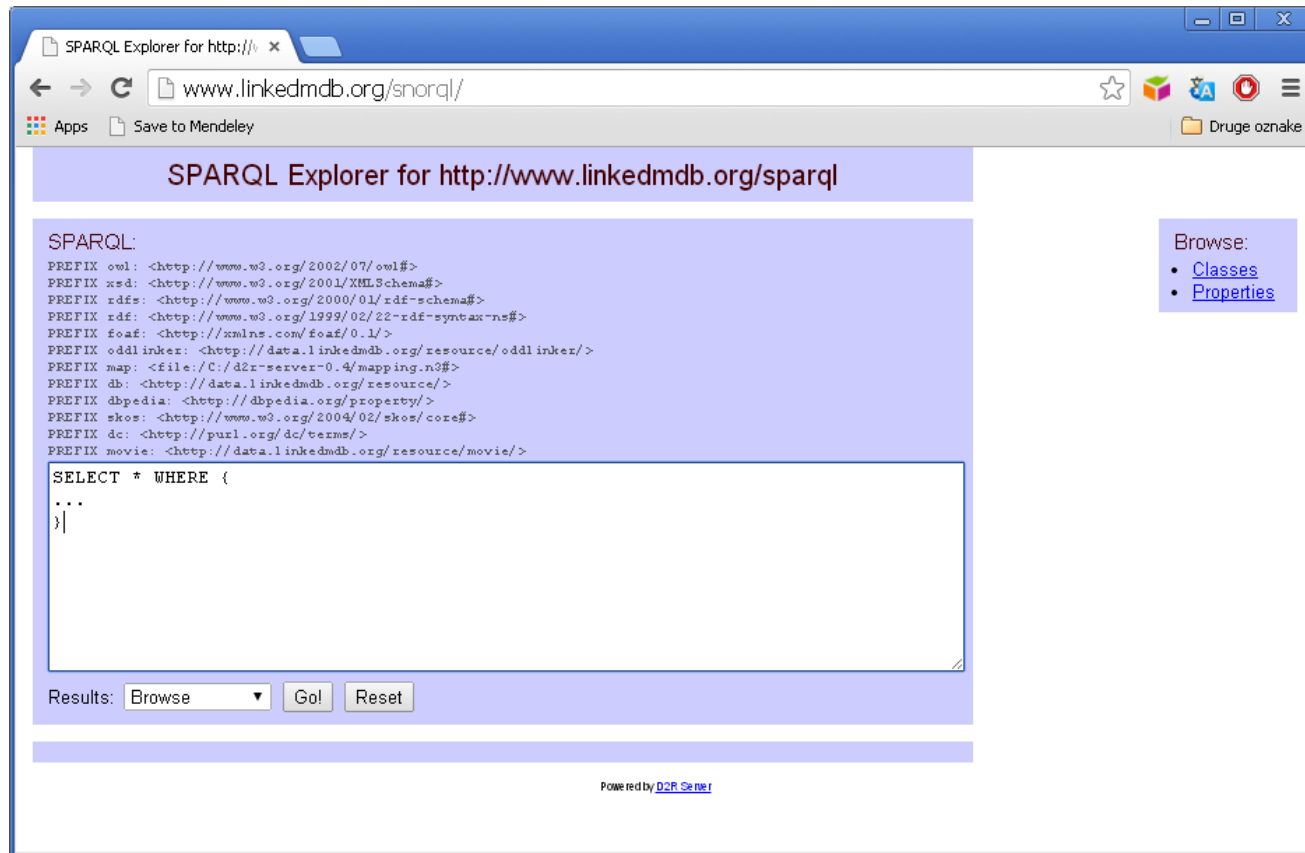 SPARQL Explorer for http://
www.linkedmdb.org/snorql/
Apps Save to Mendeley Druge oznake
SPARQL Explorer for http://www.linkedmdb.org/sparql
SPARQL:
PREFIX owl: <http://www.w3.org/2002/07/owl#>
PREFIX xsd: <http://www.w3.org/2001/XMLSchema#>
PREFIX rdfs: <http://www.w3.org/2000/01/rdf-schema#>
PREFIX rdf: <http://www.w3.org/1999/02/22-rdf-syntax-ns#>
PREFIX foaf: <http://xmlns.com/foaf/0.1/>
PREFIX oddlinker: <http://data.linkedmdb.org/resource/oddlinker/>
PREFIX map: <file:/C:/d2r-server-0.4/mapping.n3#>
PREFIX db: <http://data.linkedmdb.org/resource/>
PREFIX dbpedia: <http://dbpedia.org/property/>
PREFIX skos: <http://www.w3.org/2004/02/skos/core#>
PREFIX dc: <http://purl.org/dc/terms/>
PREFIX movie: <http://data.linkedmdb.org/resource/movie/>
SELECT * WHERE {
...
}
Results: Browse Go! Reset
Browse:
• Classes
• Properties
Powered by D2R Server